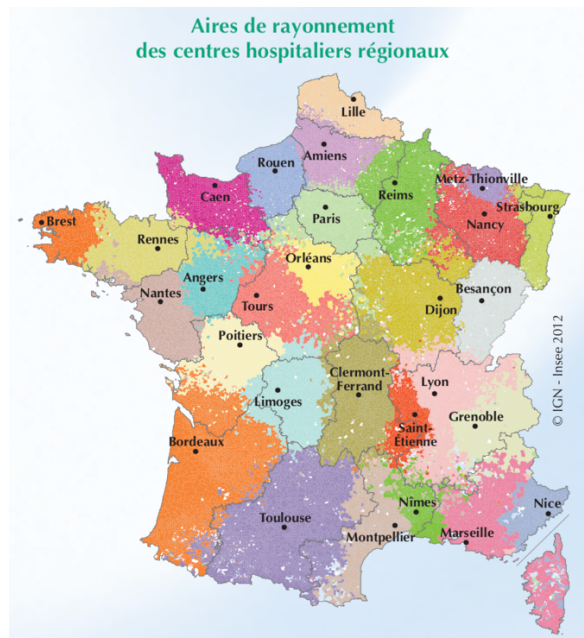 Aires de rayonnement
des centres hospitaliers régionaux
Lille
Amiens
Rouen
Caen
Reims
Metz-Thionville
Strasbourg
Paris
Nancy
Brest
Rennes
Orléans
Angers
Nantes
Tours
Besançon
Dijon
Poitiers
Clermont-
Ferrand
Lyon
Limoges
Grenoble
Saint-
Étienne
Bordeaux
Nîmes
Nice
Toulouse
Montpellier
Marseille
© IGN - Insee 2012